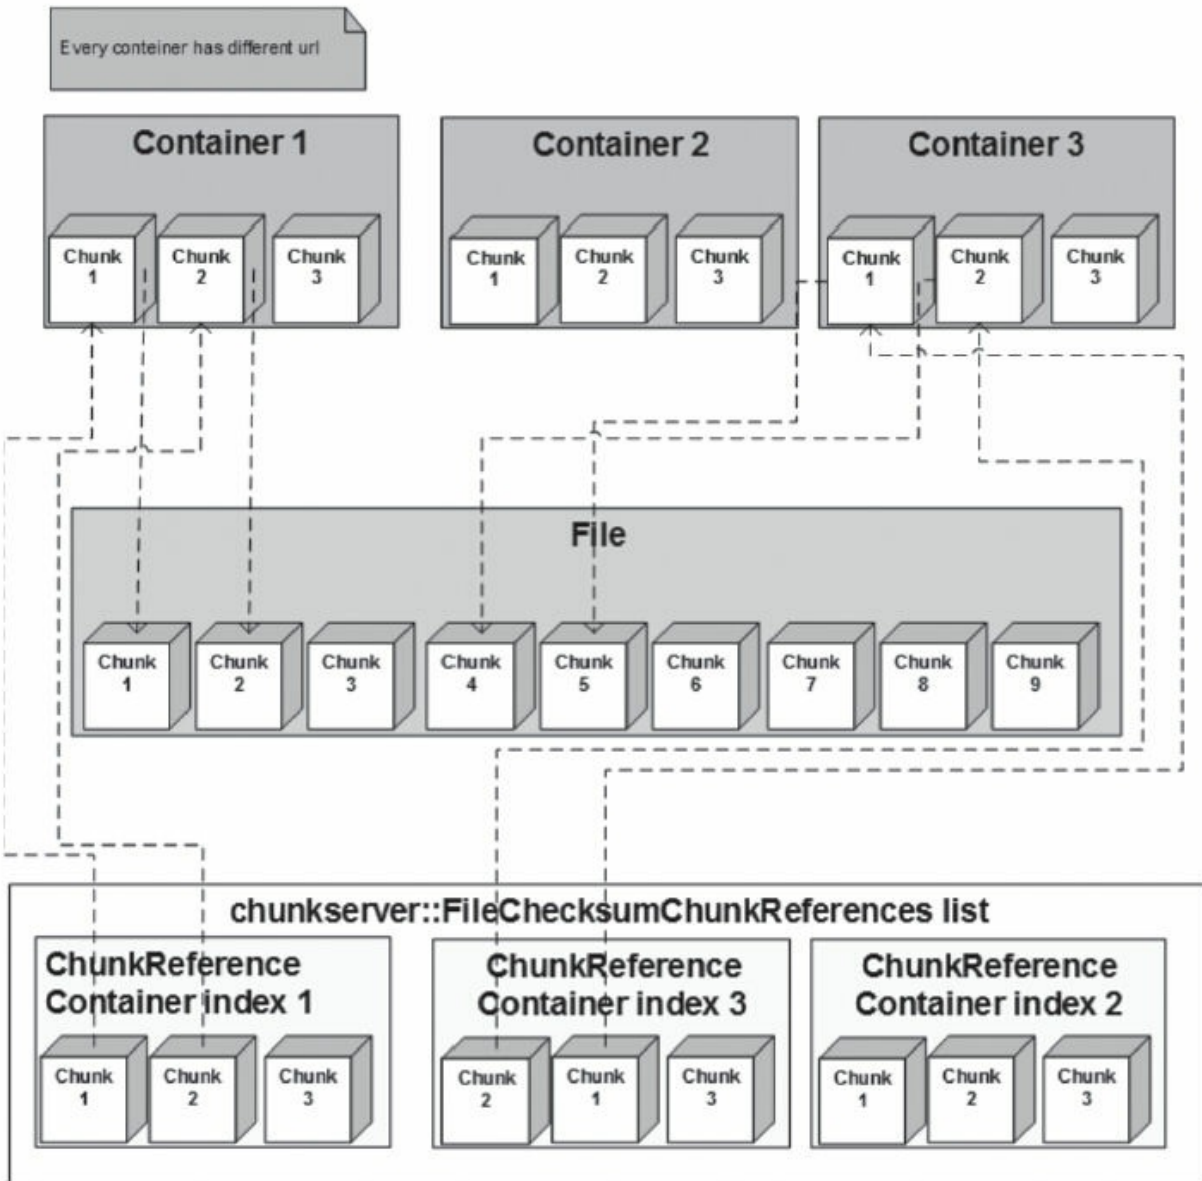 Every conteiner has different url
Container 1
Container 2
Container 3
Chunk
1
Chunk
2
Chunk
3
Chunk
1
Chunk
2
Chunk
3
Chunk
1
Chunk
2
Chunk
3
File
Chunk
1
Chunk
2
Chunk
3
Chunk
4
Chunk
5
Chunk
6
Chunk
7
Chunk
8
Chunk
9
chunkserver::FileChecksumChunkReferences list
ChunkReference
Container index 1
Chunk
1
Chunk
2
Chunk
3
ChunkReference
Container index 3
Chunk
2
Chunk
1
Chunk
3
ChunkReference
Container index 2
Chunk
1
Chunk
2
Chunk
3